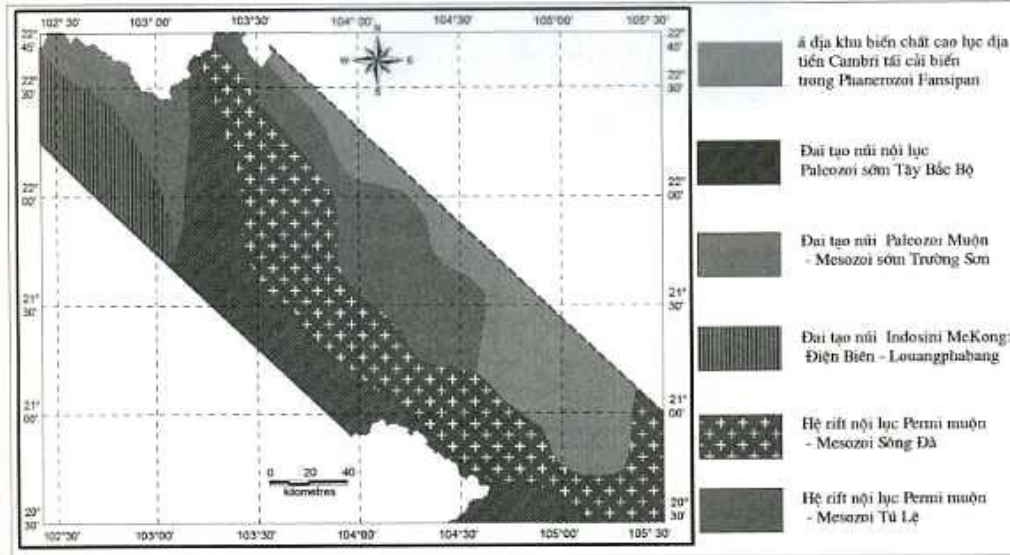 102° 30'
103° 00'
103° 30'
104° 00'
104° 30'
105° 00'
105° 30'
22° 45'
22° 30'
22° 00'
21° 30'
21° 00'
20° 30'
N
W
E
S
22° 45'
22° 30'
22° 00'
21° 30'
21° 00'
20° 30'
0 20 40
kilometres
102° 30'
103° 00'
103° 30'
104° 00'
104° 30'
105° 00'
105° 30'
á địa khu biến chất cao lục địa
tiền Cambri tái cải biến
trong Phanerozoi Fansipan
Đai tạo núi nội lục
Paleozoi sớm Tây Bắc Bộ
Đai tạo núi Paleozoi Muộn
- Mesozoi sớm Trường Sơn
Đai tạo núi Indosini MeKong:
Điện Biên - Louangphabang
Hệ rift nội lục Permi muộn
- Mesozoi Sông Đà
Hệ rift nội lục Permi muộn
- Mesozoi Tú Lệ